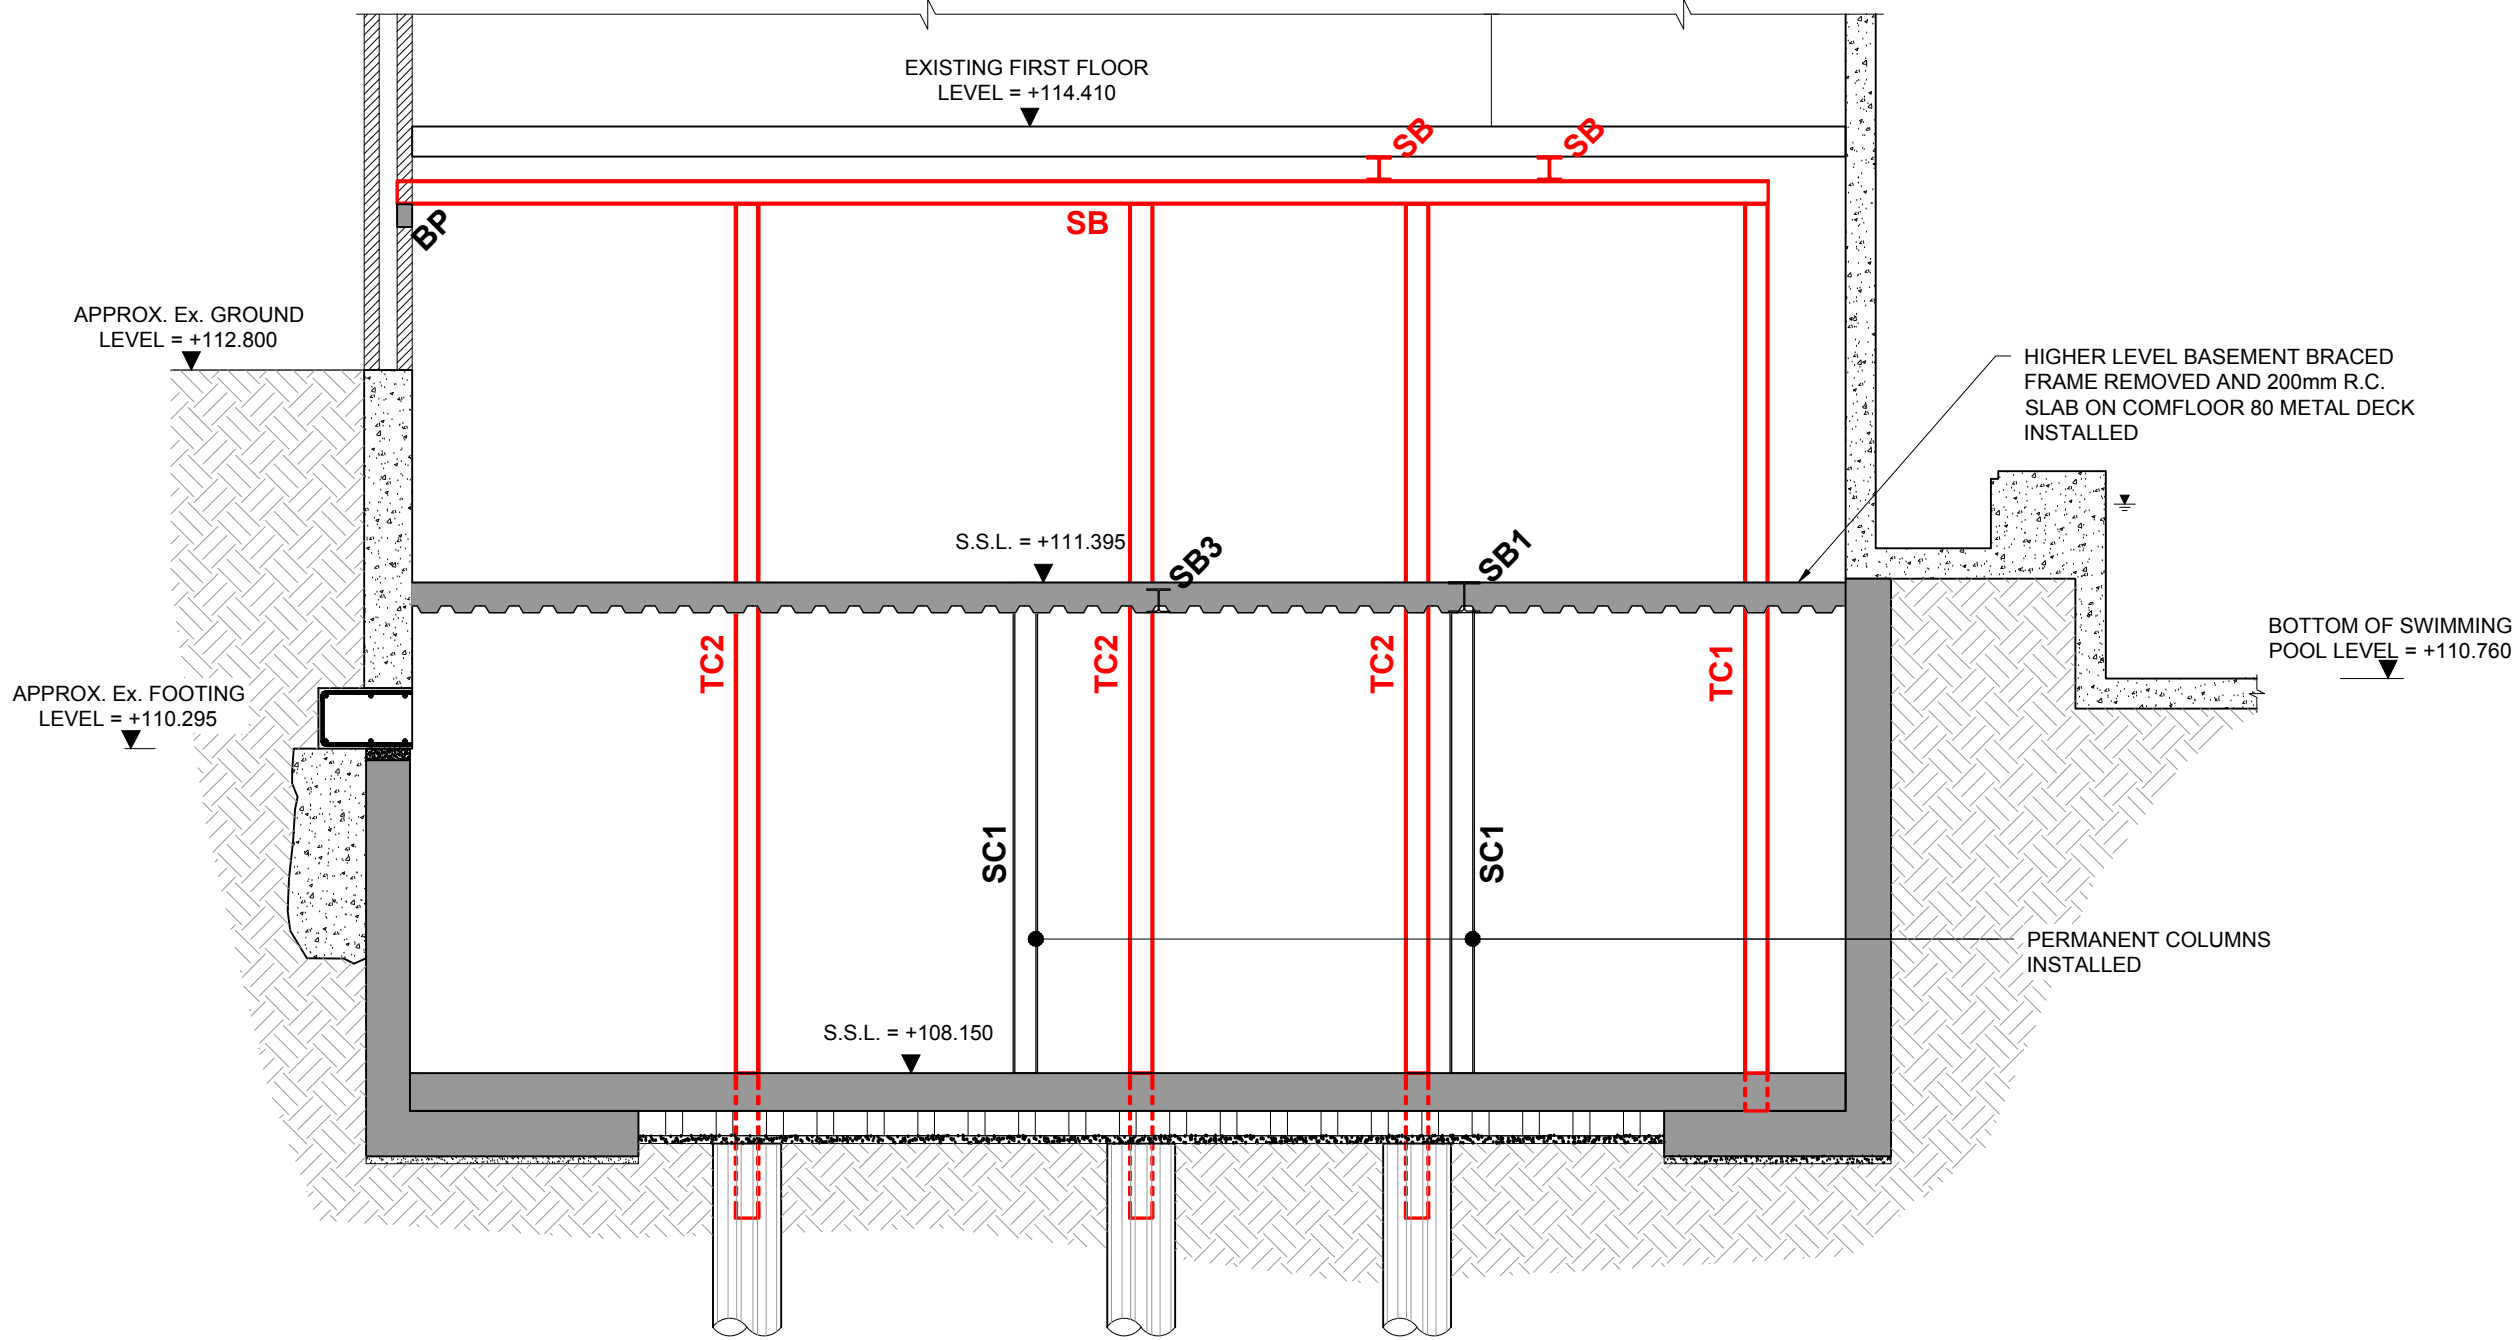 EXISTING FIRST FLOOR
LEVEL = +114.410
SB
SB
BP
SB
APPROX. Ex. GROUND
LEVEL = +112.800
HIGHER LEVEL BASEMENT BRACED
FRAME REMOVED AND 200mm R.C.
SLAB ON COMFLOOR 80 METAL DECK
INSTALLED
S.S.L. = +111.395
SB3
SB1
TC2
TC2
TC2
TC1
BOTTOM OF SWIMMING
POOL LEVEL = +110.760
APPROX. Ex. FOOTING
LEVEL = +110.295
SC1
SC1
PERMANENT COLUMNS
INSTALLED
S.S.L. = +108.150